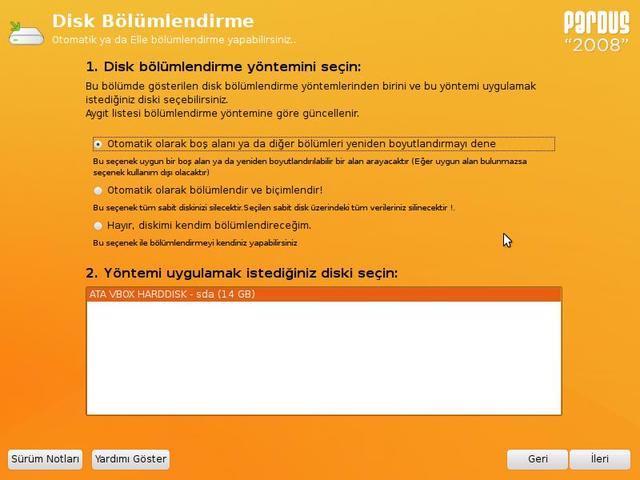 Disk Bölümlendirme
Otomatik ya da Elle bölümlendirme yapabilirsiniz..
PARDUS
“2008”
1. Disk bölümlendirme yöntemini seçin:
Bu bölümde gösterilen disk bölümlendirme yöntemlerinden birini ve bu yöntemi uygulamak
istediğiniz diski seçebilirsiniz.
Aygıt listesi bölümlendirme yöntemine göre güncellenir.
Otomatik olarak boş alanı ya da diğer bölümleri yeniden boyutlandırmayı dene
Bu seçenek uygun bir boş alan ya da yeniden boyutlandırılabilir bir alan arayacaktır (Eğer uygun alan bulunmazsa
seçenek kullanım dışı olacaktır)
Otomatik olarak bölümlendir ve biçimlendir!
Bu seçenek tüm sabit diskinizi silecektir.Seçilen sabit disk üzerindeki tüm verileriniz silinecektir !.
Hayır, diskimi kendim bölümlendireceğim.
Bu seçenek ile bölümlendirmeyi kendiniz yapabilirsiniz
2. Yöntemi uygulamak istediğiniz diski seçin:
ATA VBOX HARDDISK - sda (14 GB)
Sürüm Notları
Yardımı Göster
Geri
İleri